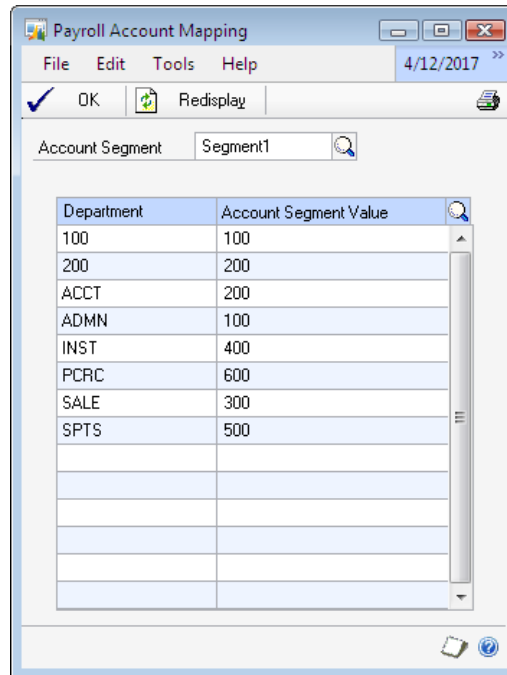 Payroll Account Mapping
File Edit Tools Help 4/12/2017 »
OK Redisplay
Account Segment Segment1
Department Account Segment Value
100 100
200 200
ACCT 200
ADMN 100
INST 400
PCRC 600
SALE 300
SPTS 500